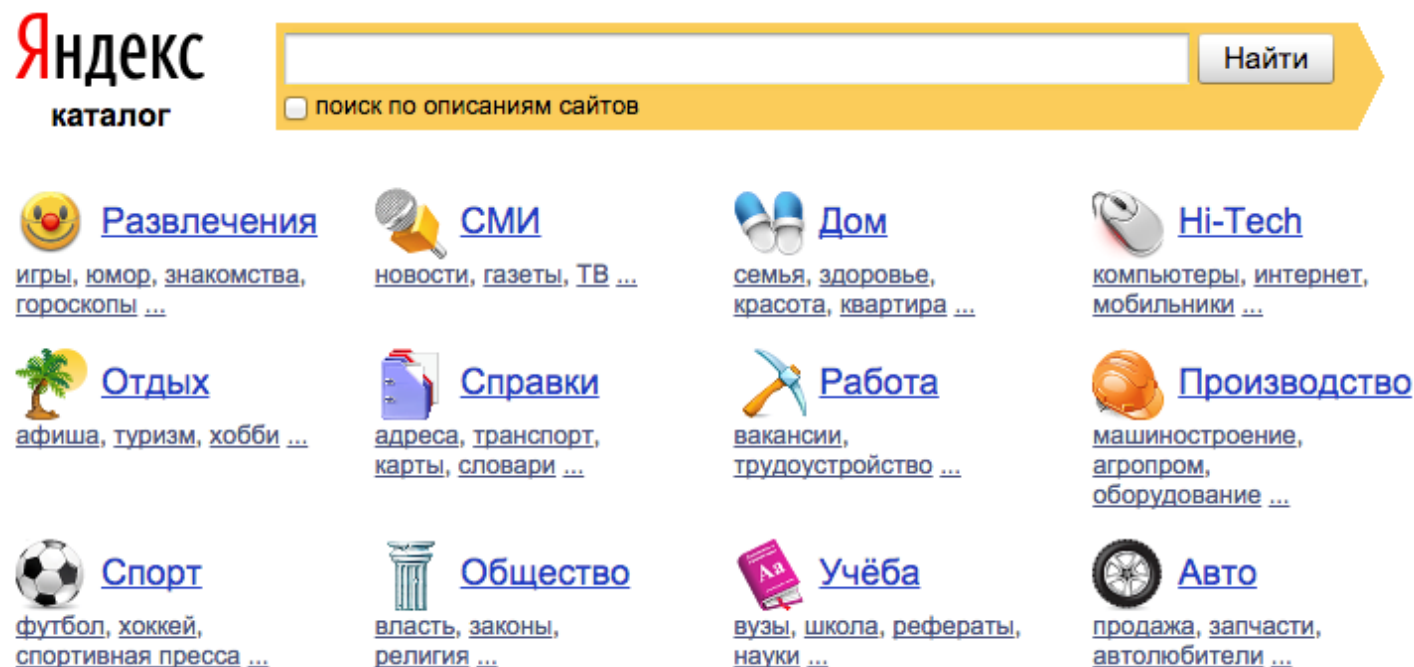 Яндекс
каталог
Найти
поиск по описаниям сайтов
Развлечения
игры, юмор, знакомства,
гороскопы ...
СМИ
новости, газеты, ТВ ...
Дом
семья, здоровье,
красота, квартира ...
Hi-Tech
компьютеры, интернет,
мобильники ...
Отдых
афиша, туризм, хобби ...
Справки
адреса, транспорт,
карты, словари ...
Работа
вакансии,
трудоустройство ...
Производство
машиностроение,
агропром,
оборудование ...
Спорт
футбол, хоккей,
спортивная пресса ...
Общество
власть, законы,
религия ...
Aa
Учёба
вузы, школа, рефераты,
науки ...
Авто
продажа, запчасти,
автолюбители ...